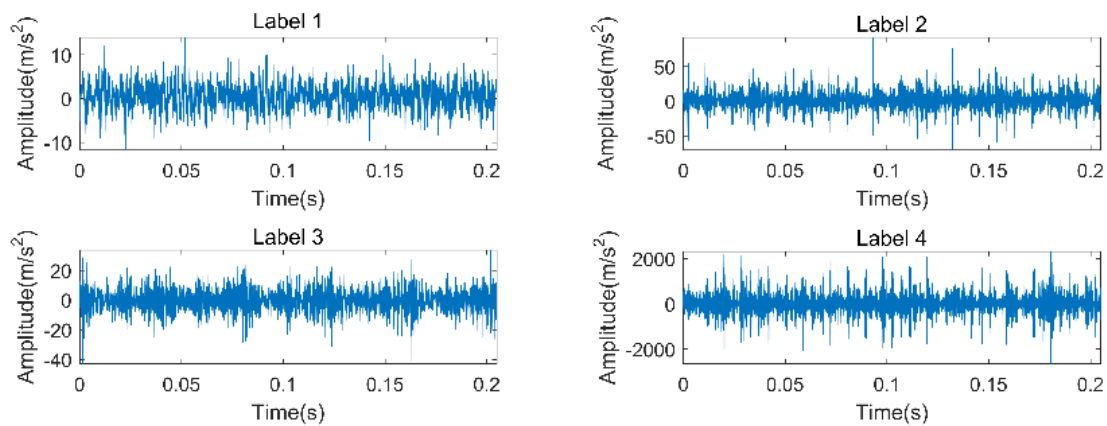 Label 1
Amplitude(m/s²)
10
0
-10
0 0.05 0.1 0.15 0.2
Time(s)
Label 2
Amplitude(m/s²)
50
0
-50
0 0.05 0.1 0.15 0.2
Time(s)
Label 3
Amplitude(m/s²)
20
0
-20
-40
0 0.05 0.1 0.15 0.2
Time(s)
Label 4
Amplitude(m/s²)
2000
0
-2000
0 0.05 0.1 0.15 0.2
Time(s)